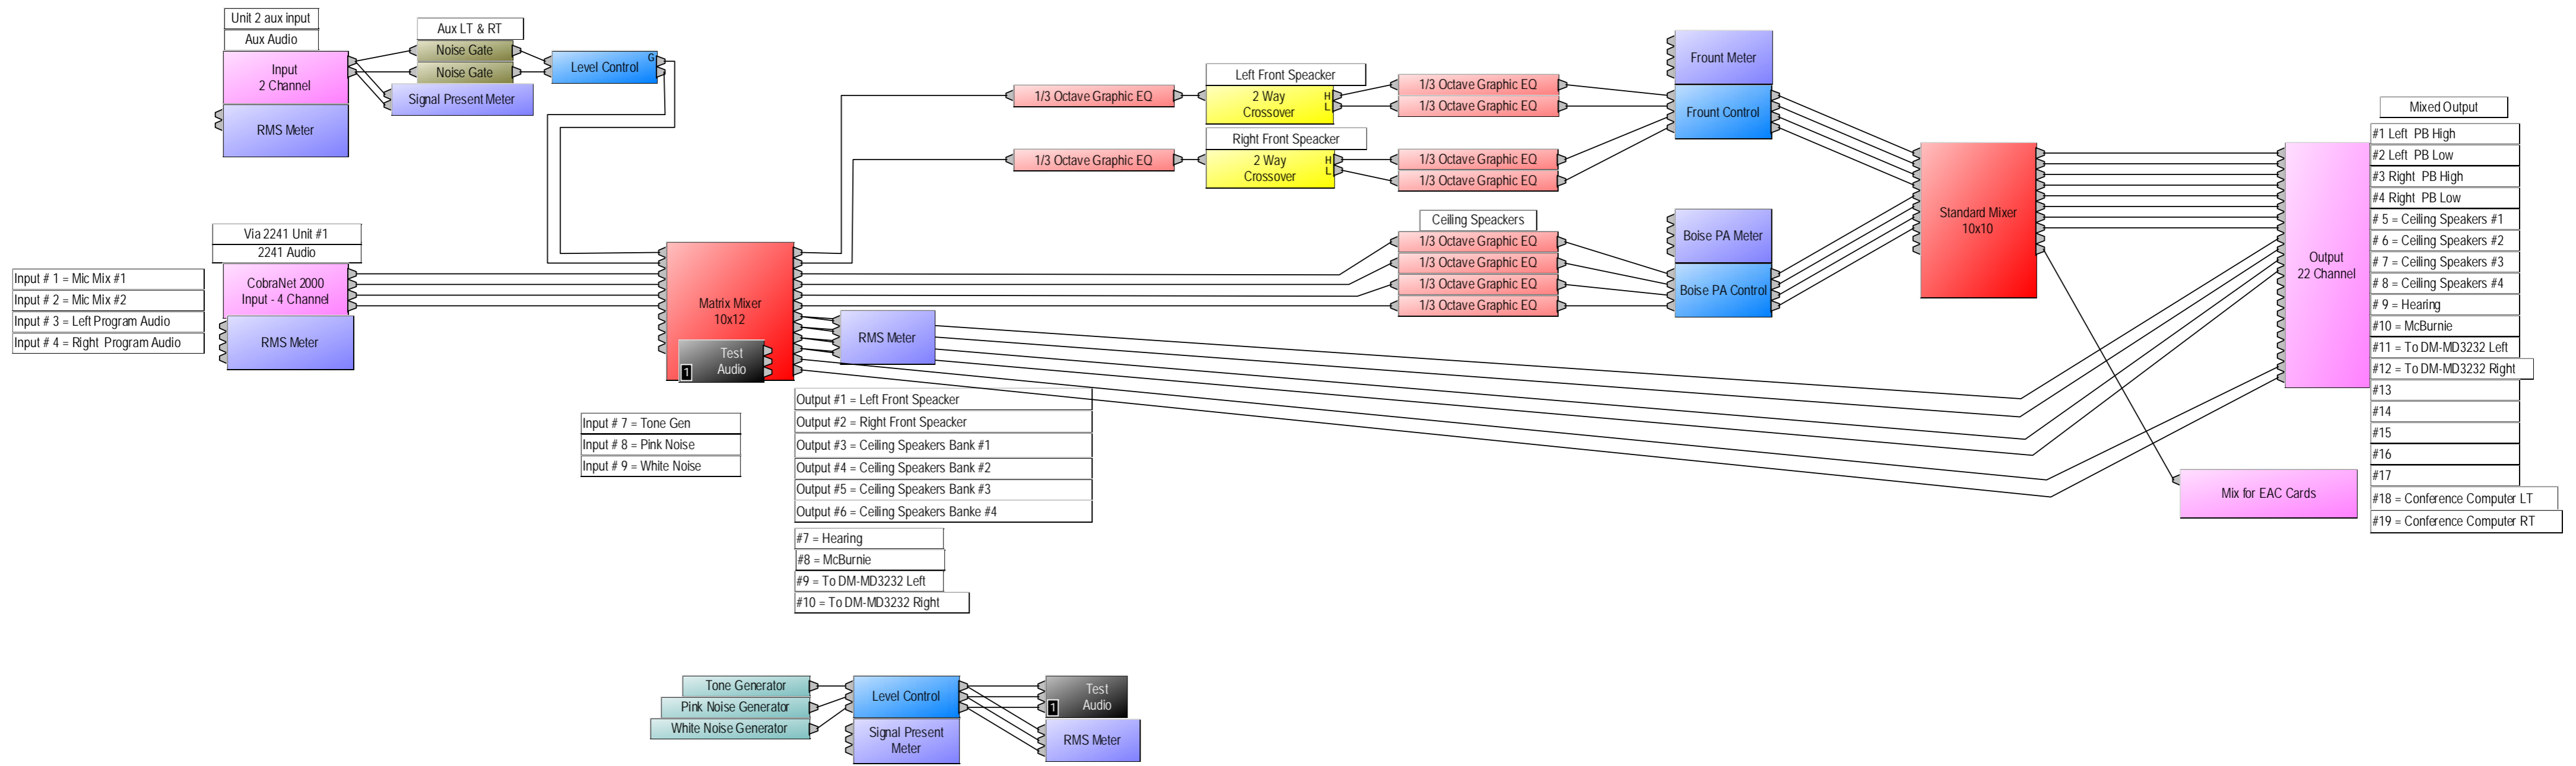 Unit 2 aux input
Aux Audio
Input
2 Channel
RMS Meter
Aux LT & RT
Noise Gate
Noise Gate
Signal Present Meter
Level Control
G
Via 2241 Unit #1
2241 Audio
CobraNet 2000
Input - 4 Channel
RMS Meter
Input # 1 = Mic Mix #1
Input # 2 = Mic Mix #2
Input # 3 = Left Program Audio
Input # 4 = Right Program Audio
Matrix Mixer
10x12
Test
Audio
1
RMS Meter
Input # 7 = Tone Gen
Input # 8 = Pink Noise
Input # 9 = White Noise
Output #1 = Left Front Speacker
Output #2 = Right Front Speacker
Output #3 = Ceiling Speakers Bank #1
Output #4 = Ceiling Speakers Bank #2
Output #5 = Ceiling Speakers Bank #3
Output #6 = Ceiling Speakers Banke #4
#7 = Hearing
#8 = McBurnie
#9 = To DM-MD3232 Left
#10 = To DM-MD3232 Right
1/3 Octave Graphic EQ
1/3 Octave Graphic EQ
Left Front Speacker
2 Way
Crossover
H
L
Right Front Speacker
2 Way
Crossover
H
L
1/3 Octave Graphic EQ
1/3 Octave Graphic EQ
1/3 Octave Graphic EQ
1/3 Octave Graphic EQ
Ceiling Speackers
1/3 Octave Graphic EQ
1/3 Octave Graphic EQ
1/3 Octave Graphic EQ
1/3 Octave Graphic EQ
Frount Meter
Frount Control
Boise PA Meter
Boise PA Control
Standard Mixer
10x10
Output
22 Channel
Mix for EAC Cards
Mixed Output
#1 Left PB High
#2 Left PB Low
#3 Right PB High
#4 Right PB Low
# 5 = Ceiling Speakers #1
# 6 = Ceiling Speakers #2
# 7 = Ceiling Speakers #3
# 8 = Ceiling Speakers #4
# 9 = Hearing
#10 = McBurnie
#11 = To DM-MD3232 Left
#12 = To DM-MD3232 Right
#13
#14
#15
#16
#17
#18 = Conference Computer LT
#19 = Conference Computer RT
Tone Generator
Pink Noise Generator
White Noise Generator
Level Control
Signal Present
Meter
Test
Audio
1
RMS Meter